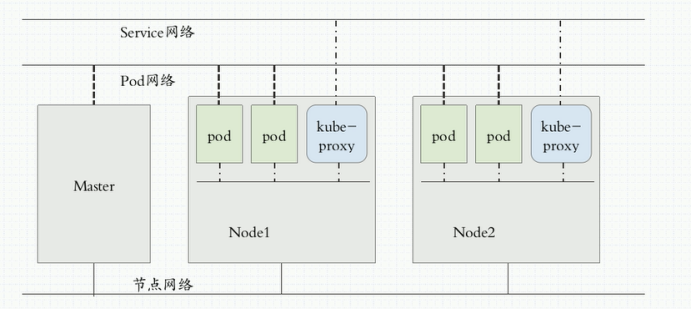 Service网络
Pod网络
Master
pod
pod
kube-
proxy
Node1
pod
pod
kube-
proxy
Node2
节点网络